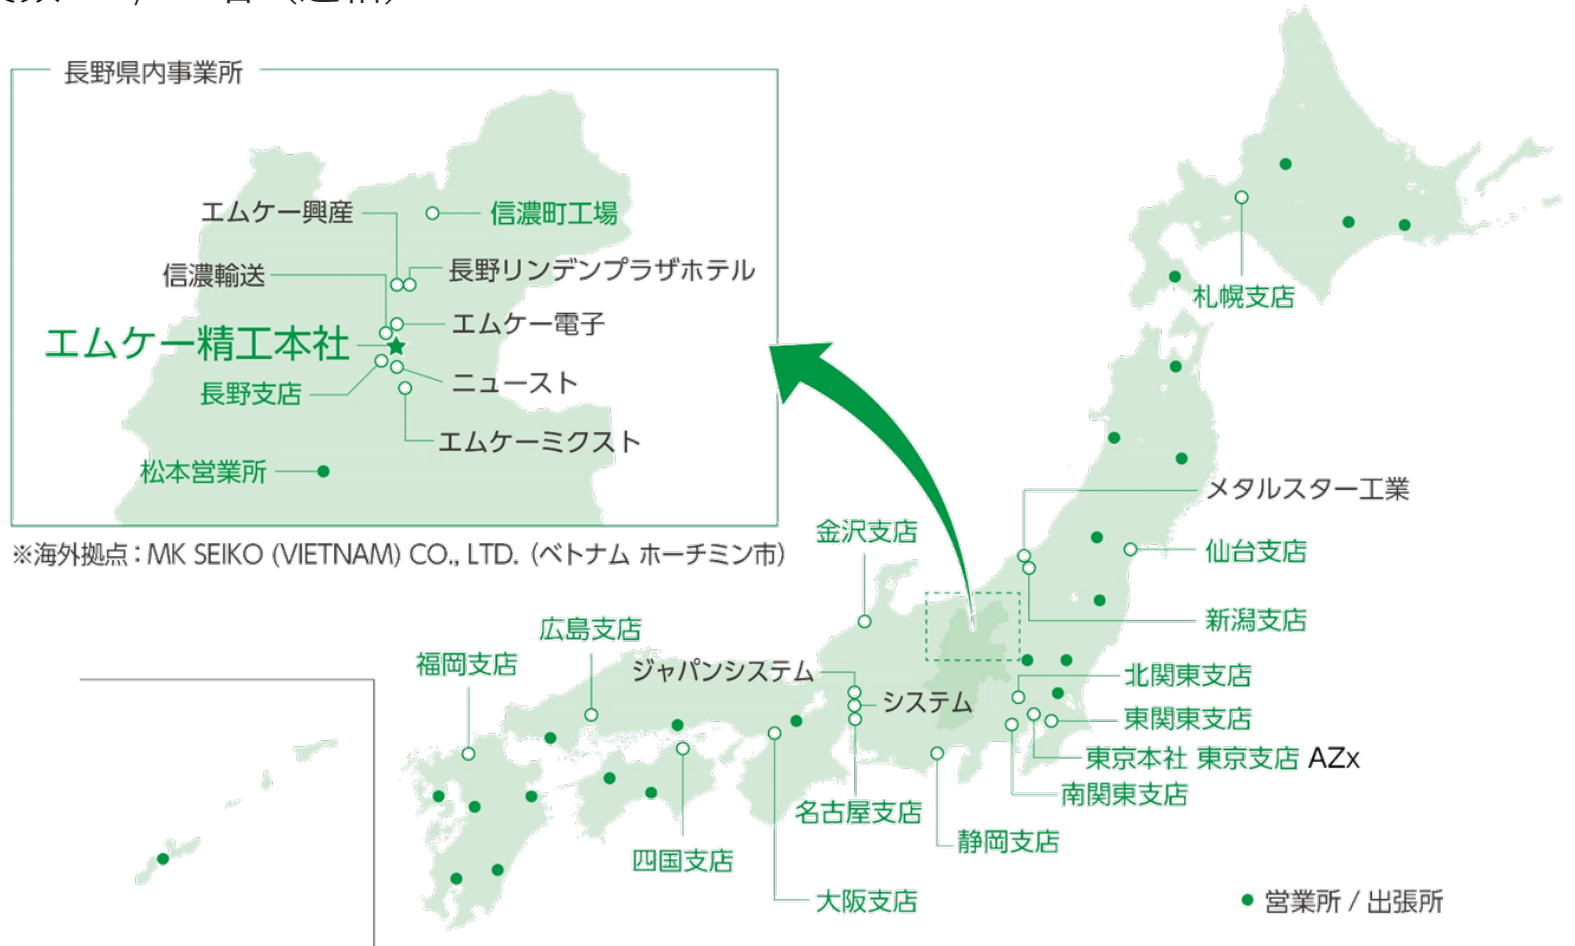 長野県内事業所
エムケー興産
信濃町工場
信濃輸送
長野リンデンプラザホテル
エムケー電子
エムケー精工本社
ニュースト
長野支店
エムケーミクスト
松本営業所
※海外拠点：MK SEIKO (VIETNAM) CO., LTD.（ベトナム ホーチミン市）
札幌支店
メタルスター工業
金沢支店
仙台支店
新潟支店
広島支店
福岡支店
ジャパンシステム
北関東支店
システム
東関東支店
東京本社 東京支店 AZx
南関東支店
名古屋支店
静岡支店
四国支店
大阪支店
営業所 / 出張所